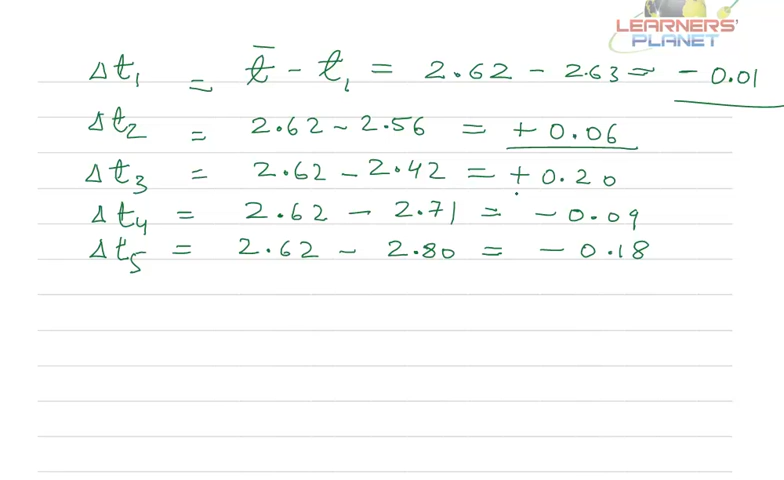 LEARNERS'
PLANET
Δt₁ = t̄ - t₁ = 2.62 - 2.63 = - 0.01
Δt₂ = 2.62 - 2.56 = + 0.06
Δt₃ = 2.62 - 2.42 = + 0.20
Δt₄ = 2.62 - 2.71 = - 0.09
Δt₅ = 2.62 - 2.80 = - 0.18